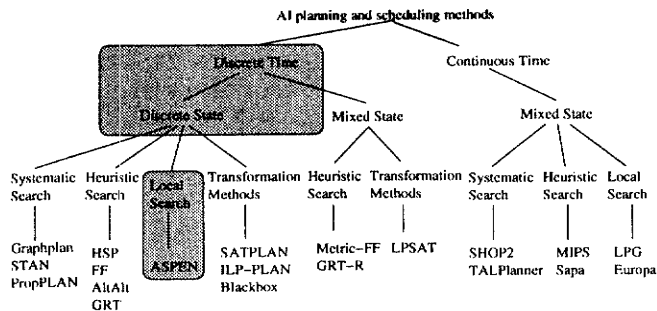 AI planning and scheduling methods
Discrete Time
Continuous Time
Discrete State
Mixed State
Mixed State
Systematic Search
Heuristic Search
Local Search
Transformation Methods
Heuristic Search
Transformation Methods
Systematic Search
Heuristic Search
Local Search
Graphplan
STAN
PropPLAN
HSP
FF
AltAlt
GRT
ASPEN
SATPLAN
ILP-PLAN
Blackbox
Metric-FF
GRT-R
LPSAT
SHOP2
TALPlanner
MIPS
Sapa
LPG
Europa